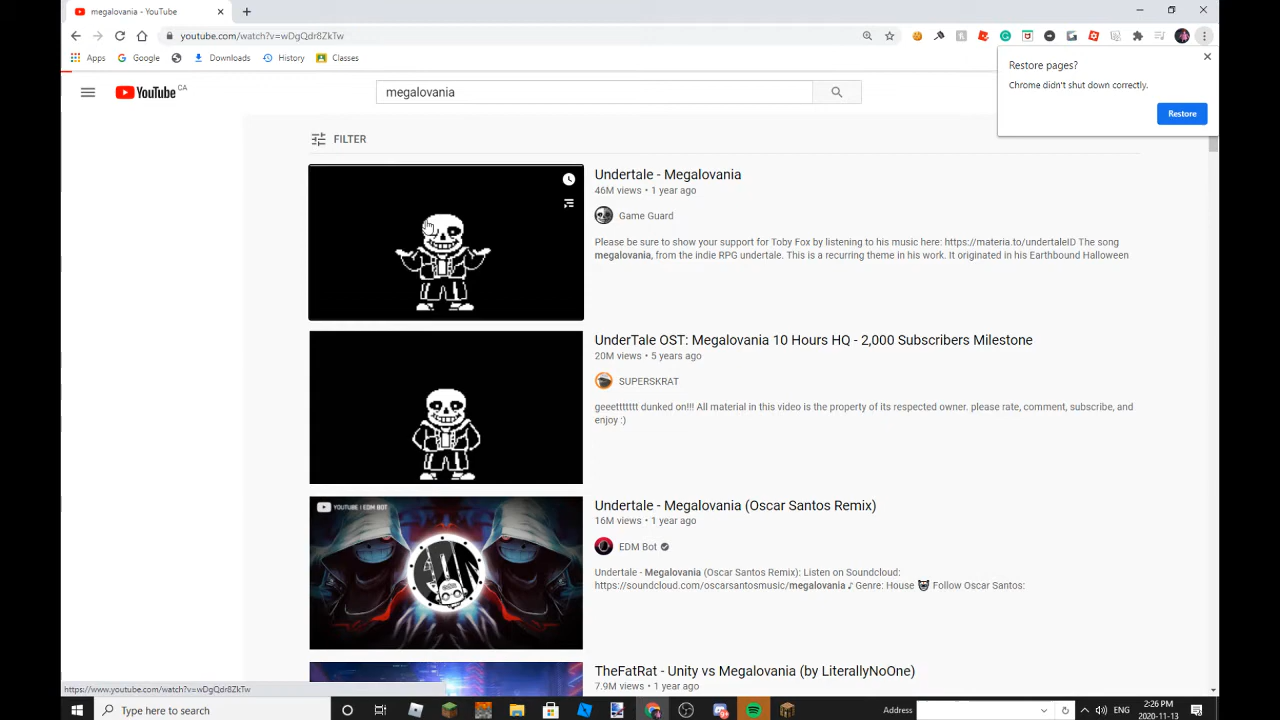 megalovania - YouTube
youtube.com/watch?v=wDgQdr8ZkTw
Apps Google Downloads History Classes
Restore pages?
Chrome didn't shut down correctly.
Restore
YouTube CA
megalovania
FILTER
Undertale - Megalovania
46M views • 1 year ago
Game Guard
Please be sure to show your support for Toby Fox by listening to his music here: https://materia.to/undertaleID The song
megalovania, from the indie RPG undertale. This is a recurring theme in his work. It originated in his Earthbound Halloween
UnderTale OST: Megalovania 10 Hours HQ - 2,000 Subscribers Milestone
20M views • 5 years ago
SUPERSKRAT
geeettttttt dunked on!!! All material in this video is the property of its respected owner. please rate, comment, subscribe, and
enjoy :)
YOUTUBE | EDM BOT
Undertale - Megalovania (Oscar Santos Remix)
16M views • 1 year ago
EDM Bot
Undertale - Megalovania (Oscar Santos Remix): Listen on Soundcloud:
https://soundcloud.com/oscarsantosmusic/megalovania ♪ Genre: House 😈 Follow Oscar Santos:
TheFatRat - Unity vs Megalovania (by LiterallyNoOne)
7.9M views • 1 year ago
https://www.youtube.com/watch?v=wDgQdr8ZkTw
Type here to search
Address
ENG
2:26 PM
2020-11-13